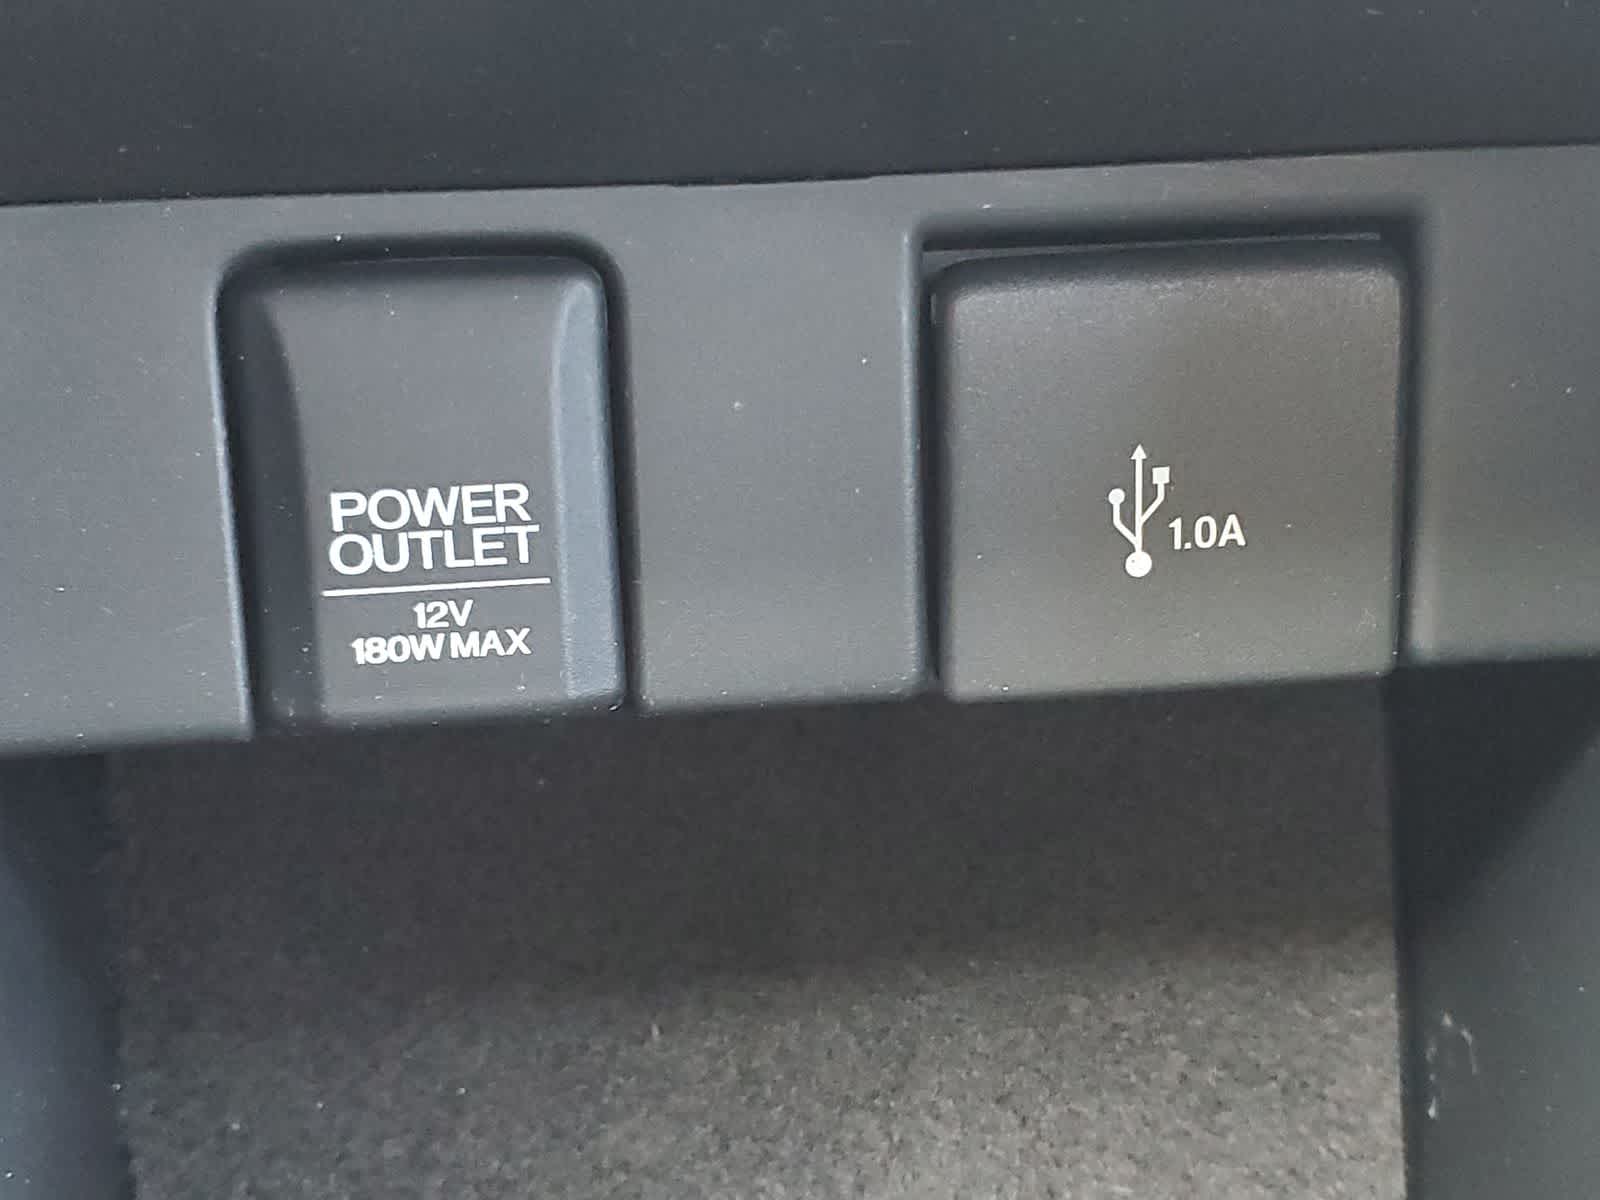 POWER
OUTLET
12V
180W MAX
1.0A